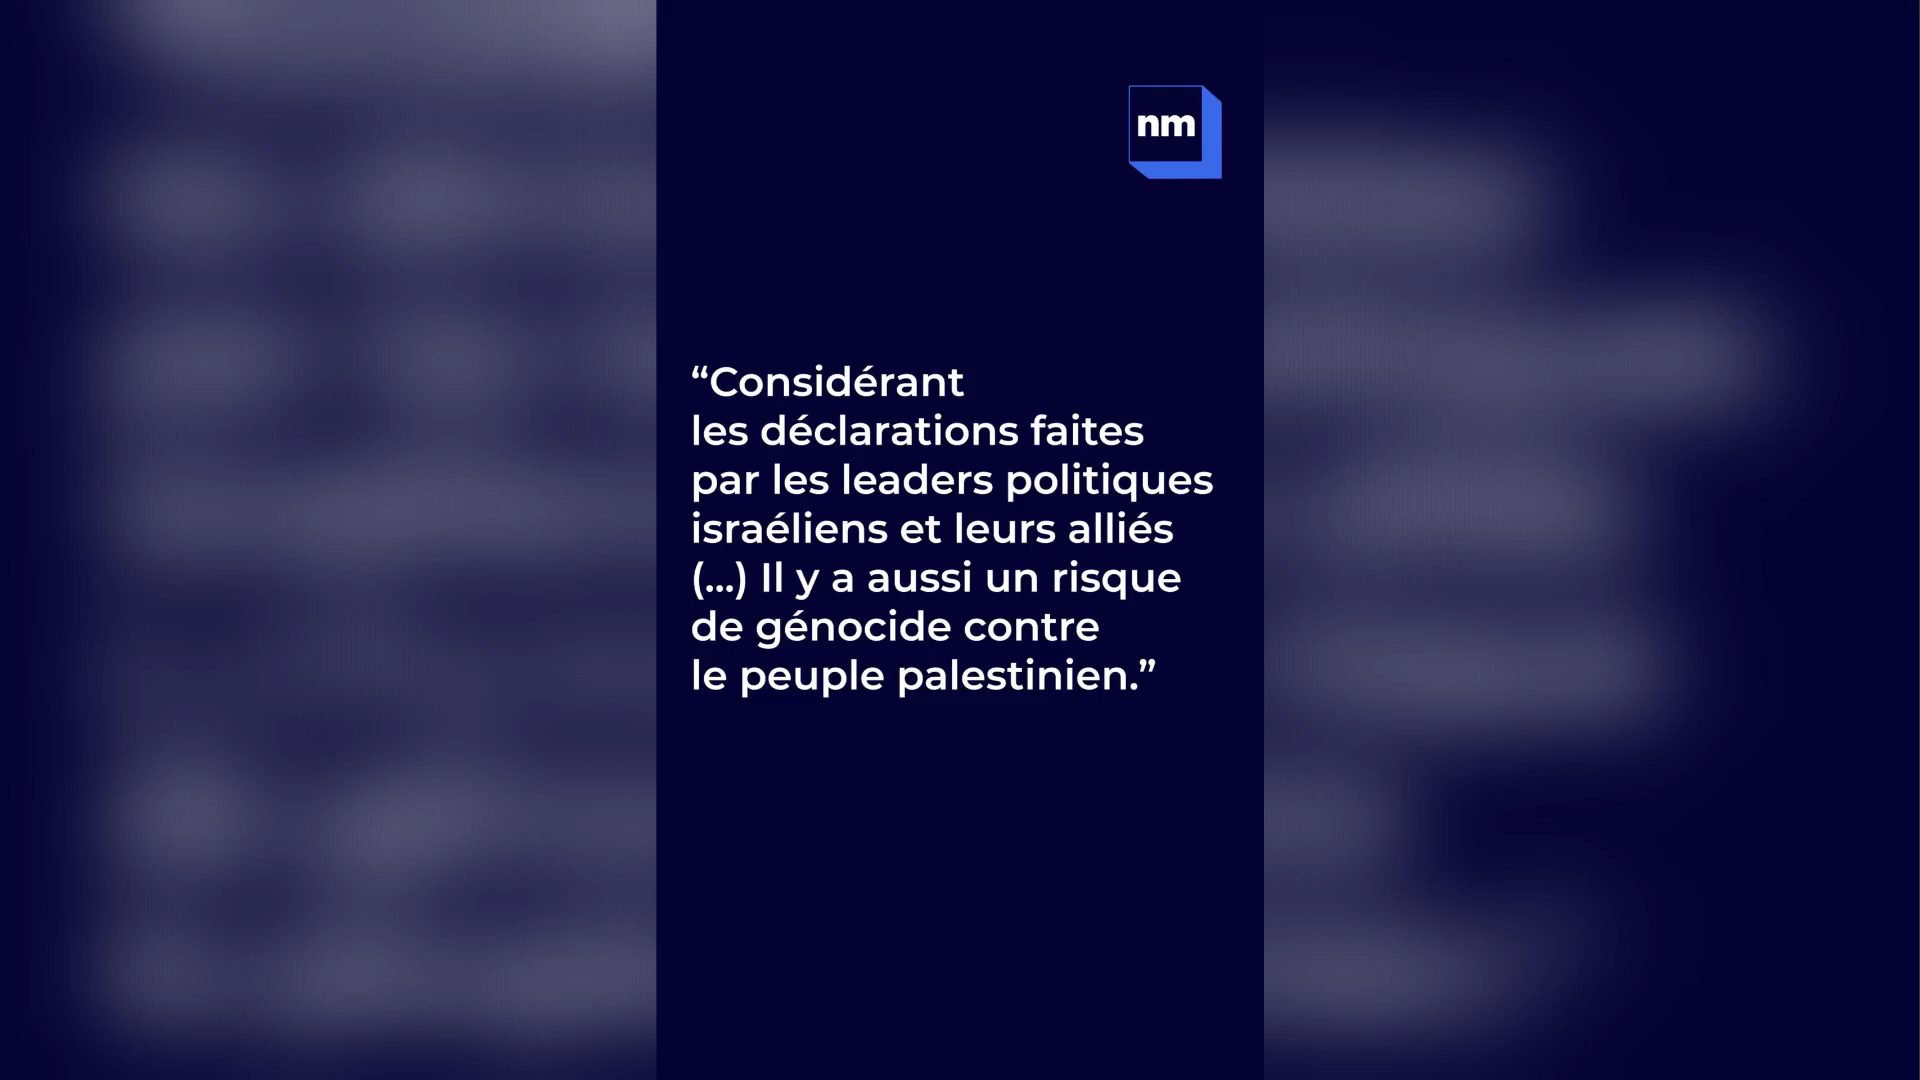 nm
“Considérant
les déclarations faites
par les leaders politiques
israéliens et leurs alliés
(...) Il y a aussi un risque
de génocide contre
le peuple palestinien.”